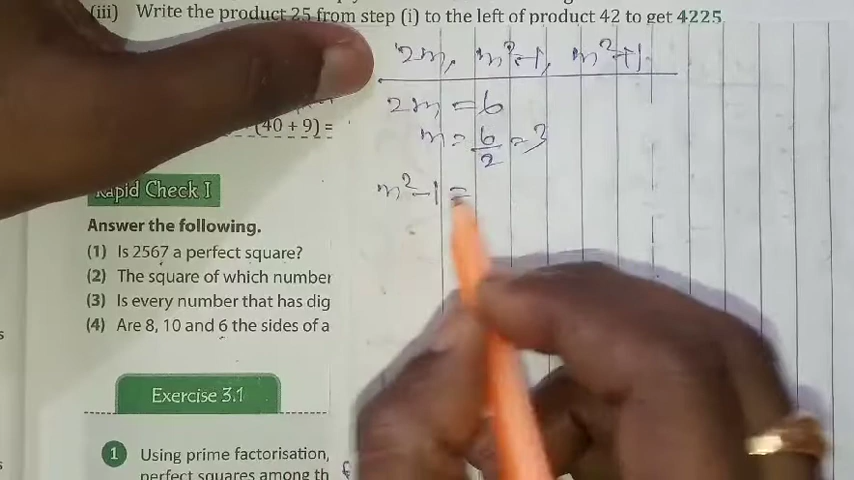 (iii) Write the product 25 from step (i) to the left of product 42 to get 4225
2m, m²-1, m²+1.
2m = 6
(40 + 9) =
m = 6/2 = 3
Rapid Check I
m²-1 =
Answer the following.
(1) Is 2567 a perfect square?
(2) The square of which number
(3) Is every number that has dig
(4) Are 8, 10 and 6 the sides of a
Exercise 3.1
1 Using prime factorisation,
perfect squares among th